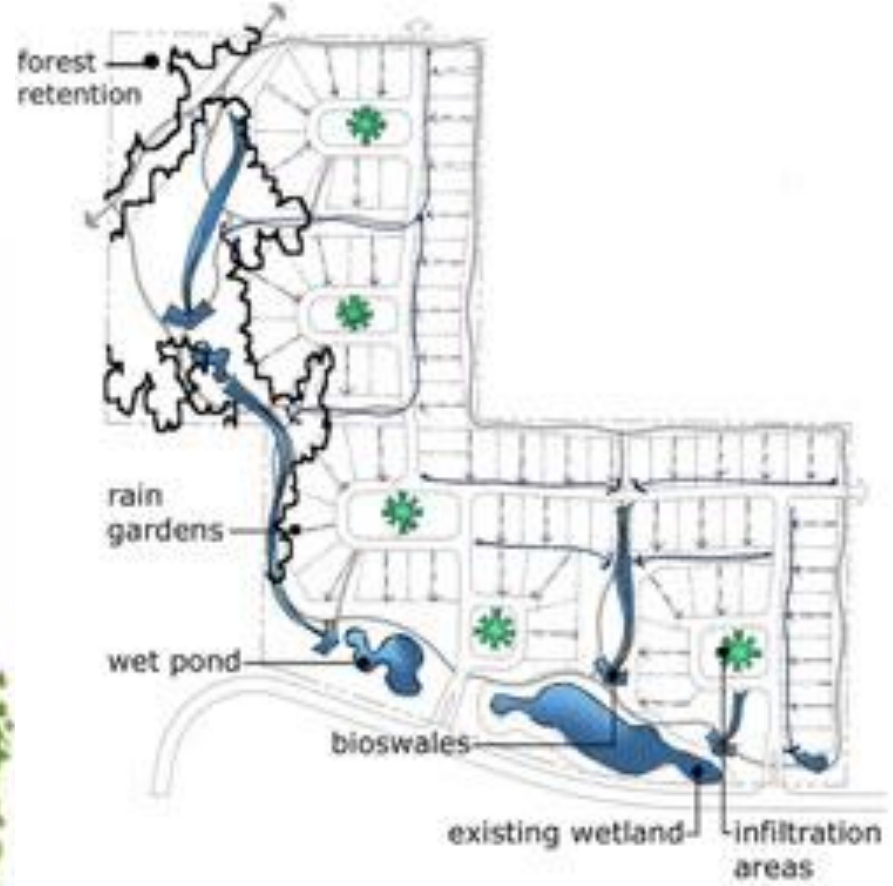 forest
retention
rain
gardens
wet pond
bioswales
existing wetland
infiltration
areas